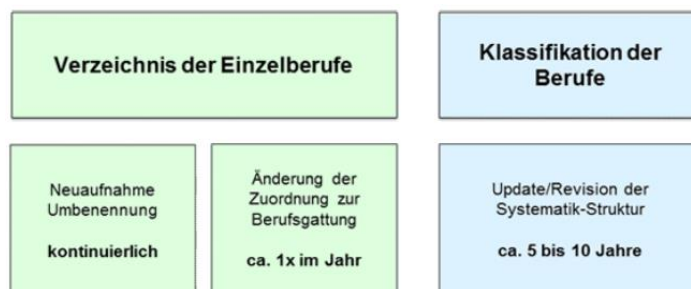 Verzeichnis der Einzelberufe
Klassifikation der
Berufe
Neuaufnahme
Umbenennung
kontinuierlich
Änderung der
Zuordnung zur
Berufsgattung
ca. 1x im Jahr
Update/Revision der
Systematik-Struktur
ca. 5 bis 10 Jahre